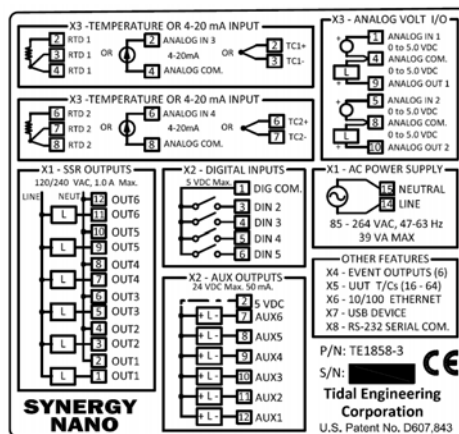 X3 -TEMPERATURE OR 4-20 mA INPUT
2 RTD 1 2 ANALOG IN 3 2 TC1+
3 RTD 1 OR 4-20mA OR 3 TC1-
4 RTD 1 4 ANALOG COM.
X3 -TEMPERATURE OR 4-20 mA INPUT
6 RTD 2 6 ANALOG IN 4 6 TC2+
7 RTD 2 OR 4-20mA OR 7 TC2-
8 RTD 2 8 ANALOG COM.
X3 - ANALOG VOLT I/O
1 ANALOG IN 1
0 to 5.0 VDC
4 ANALOG COM.
L 0 to 5.0 VDC
9 ANALOG OUT 1
5 ANALOG IN 2
0 to 5.0 VDC
8 ANALOG COM.
L 0 to 5.0 VDC
10 ANALOG OUT 2
X1 - SSR OUTPUTS
120/240 VAC, 1.0 A Max.
LINE NEUT
12 OUT6
L 11 OUT6
10 OUT5
L 9 OUT5
8 OUT4
L 7 OUT4
6 OUT3
L 5 OUT3
4 OUT2
L 3 OUT2
2 OUT1
L 1 OUT1
X2 - DIGITAL INPUTS
5 VDC Max.
1 DIG COM.
3 DIN 2
4 DIN 3
5 DIN 4
6 DIN 5
X2 - AUX OUTPUTS
24 VDC Max. 50 mA.
2 5 VDC
+ L - 7 AUX6
+ L - 8 AUX5
+ L - 9 AUX4
+ L - 10 AUX3
+ L - 11 AUX2
+ L - 12 AUX1
X1 - AC POWER SUPPLY
15 NEUTRAL
14 LINE
85 - 264 VAC, 47-63 Hz
39 VA MAX
OTHER FEATURES
X4 - EVENT OUTPUTS (6)
X5 - UUT T/Cs (16 - 64)
X6 - 10/100 ETHERNET
X7 - USB DEVICE
X8 - RS-232 SERIAL COM.
P/N: TE1858-3
S/N:
CE
Tidal Engineering
Corporation
U.S. Patent No. D607,843
SYNERGY
NANO